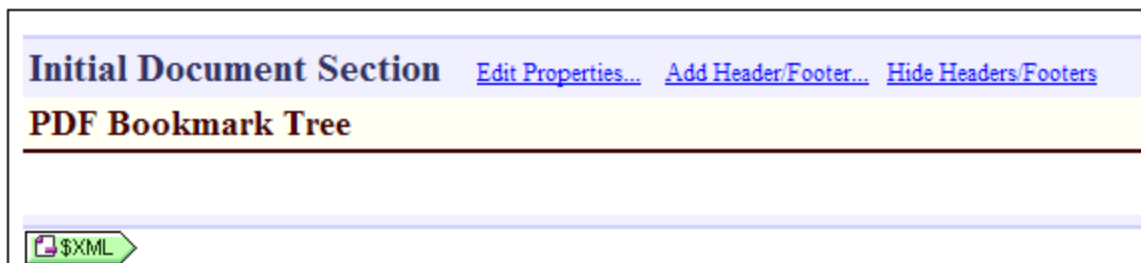 Initial Document Section Edit Properties... Add Header/Footer... Hide Headers/Footers
PDF Bookmark Tree
$XML